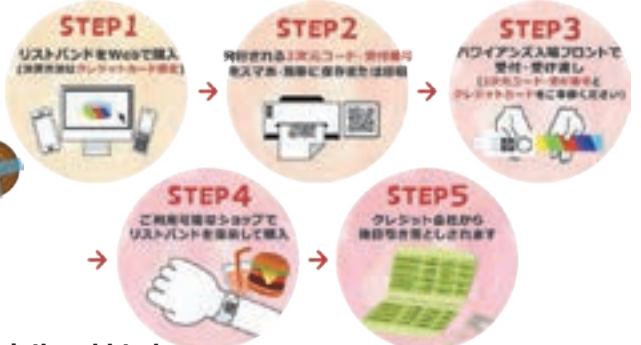 STEP1
リストバンドをWebで購入
(決済方法はクレジットカード限定)
STEP2
発行される2次元コード・受付番号
をスマホ・携帯に保存または印刷
STEP3
ハワイアンズ入場フロントで
受付・受け渡し
(2次元コード・受付番号と
クレジットカードをご準備ください)
STEP4
ご利用可能なショップで
リストバンドを提示して購入
STEP5
クレジット会社から
後日引き落としされます